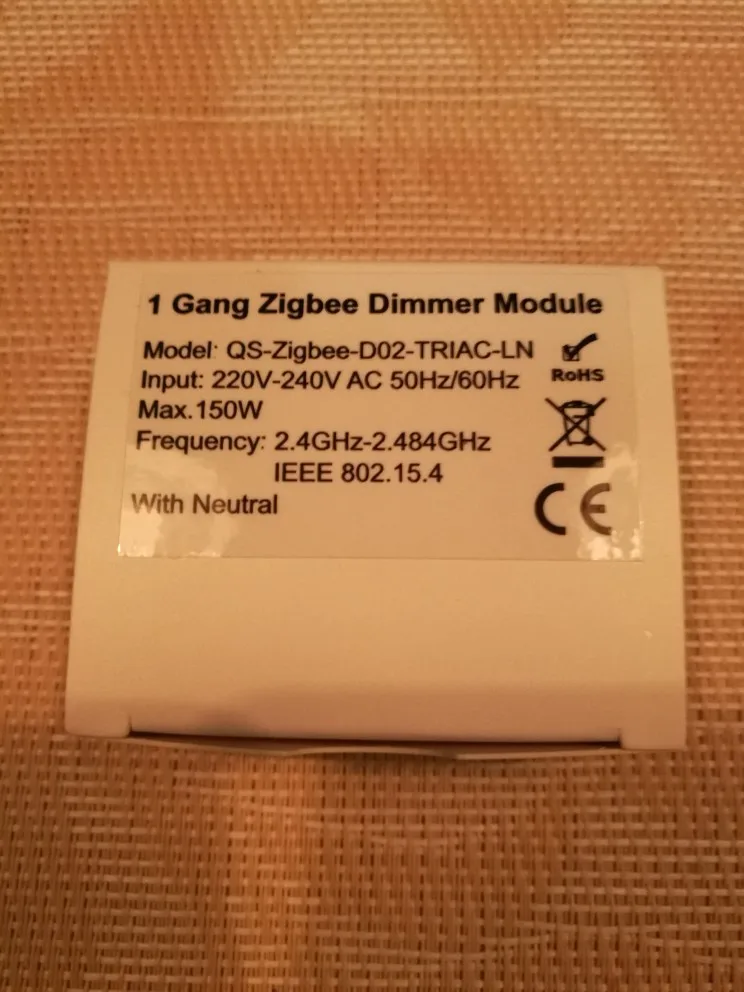 1 Gang Zigbee Dimmer Module
Model: QS-Zigbee-D02-TRIAC-LN
Input: 220V-240V AC 50Hz/60Hz
Max.150W
Frequency: 2.4GHz-2.484GHz
IEEE 802.15.4
With Neutral
RoHS
CE